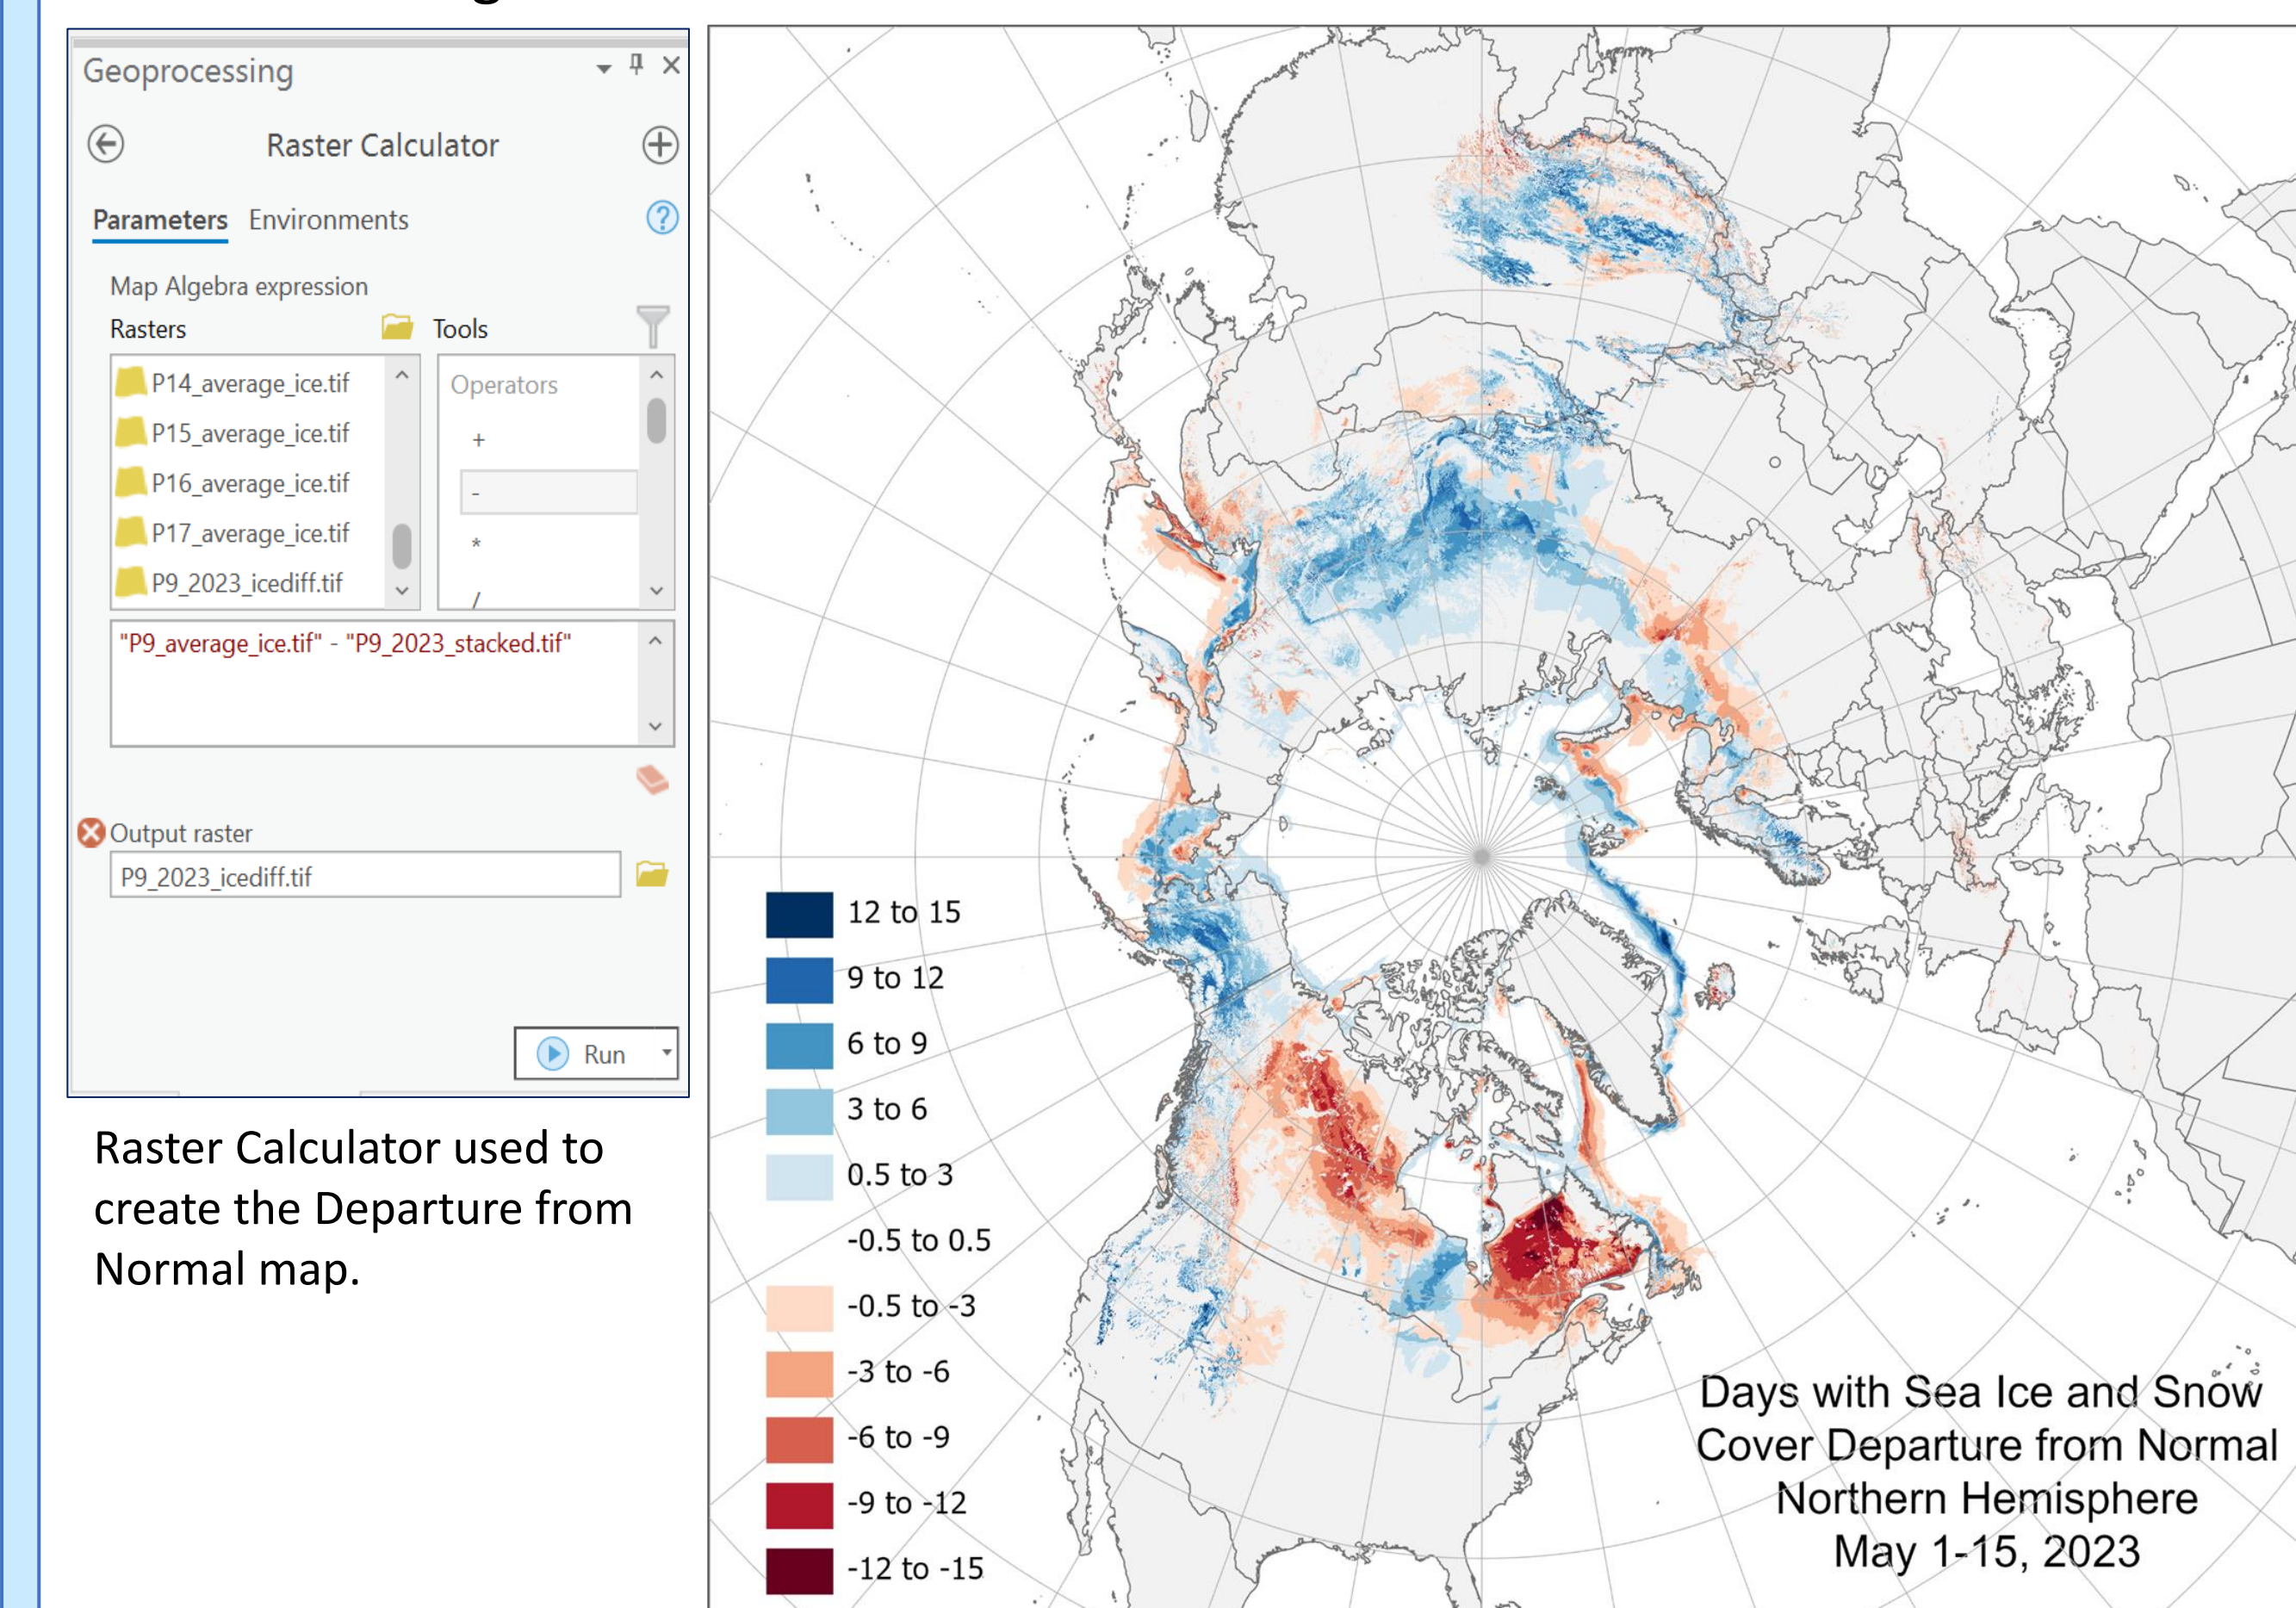 Geoprocessing
Raster Calculator
Parameters Environments
Map Algebra expression
Rasters Tools
P14_average_ice.tif
P15_average_ice.tif
P16_average_ice.tif
P17_average_ice.tif
P9_2023_icediff.tif
Operators
+
-
*
/
"P9_average_ice.tif" - "P9_2023_stacked.tif"
Output raster
P9_2023_icediff.tif
Run
Raster Calculator used to
create the Departure from
Normal map.
12 to 15
9 to 12
6 to 9
3 to 6
0.5 to 3
-0.5 to 0.5
-0.5 to -3
-3 to -6
-6 to -9
-9 to -12
-12 to -15
Days with Sea Ice and Snow
Cover Departure from Normal
Northern Hemisphere
May 1-15, 2023